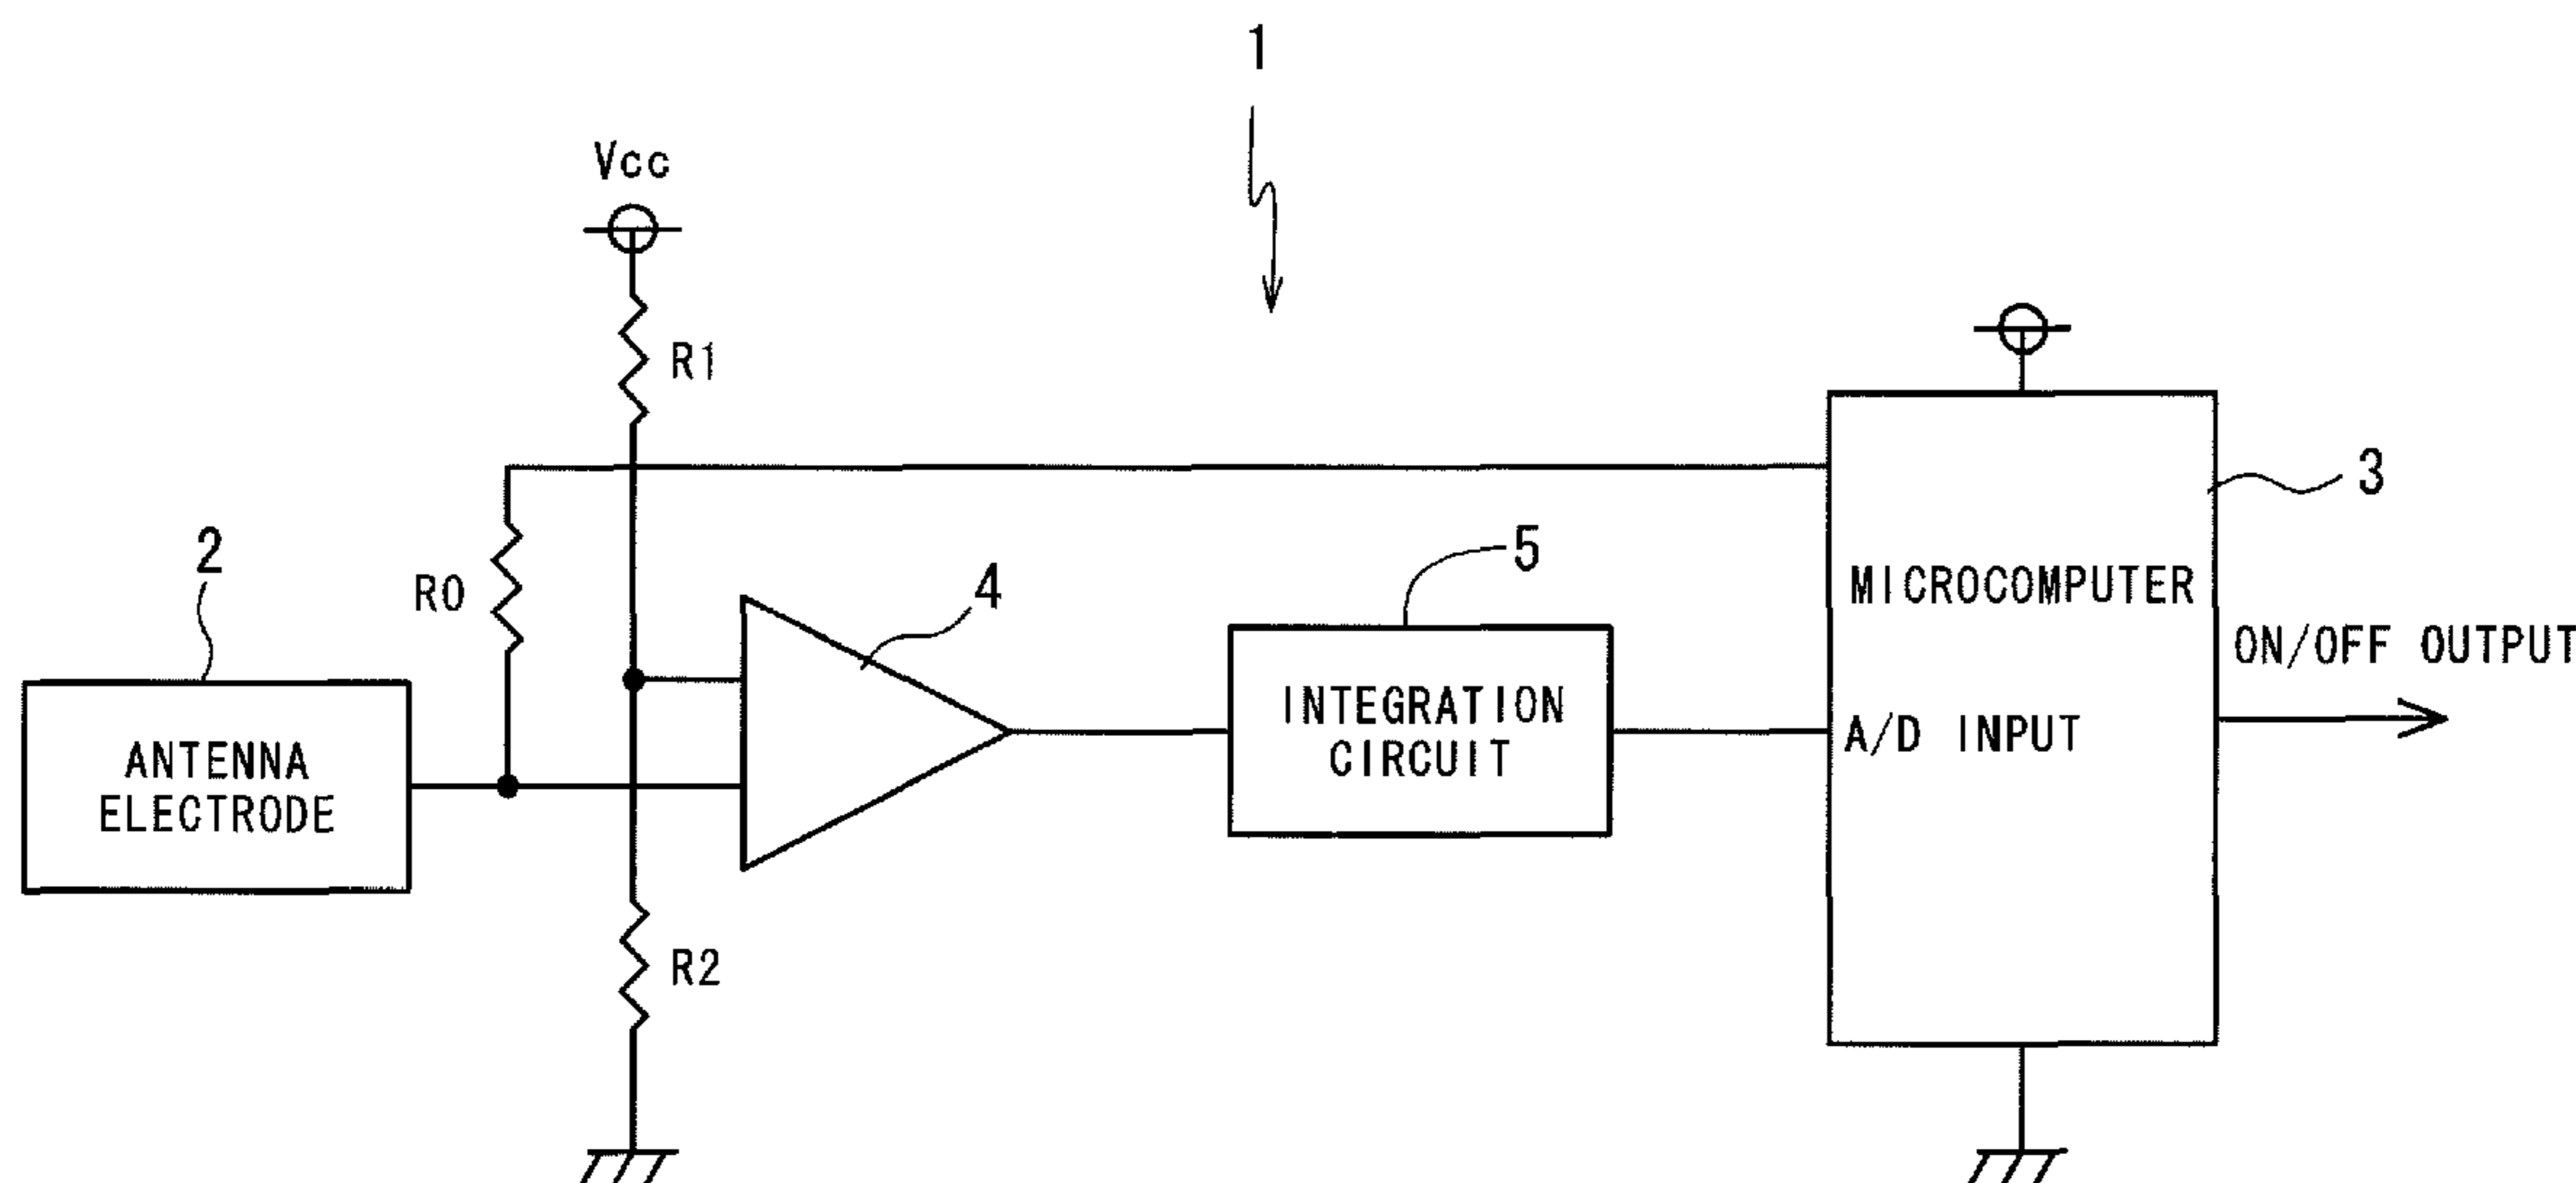 1
Vcc
R1
3
2
5
R0
4
MICROCOMPUTER
ON/OFF OUTPUT
ANTENNA
ELECTRODE
INTEGRATION
CIRCUIT
A/D INPUT
R2